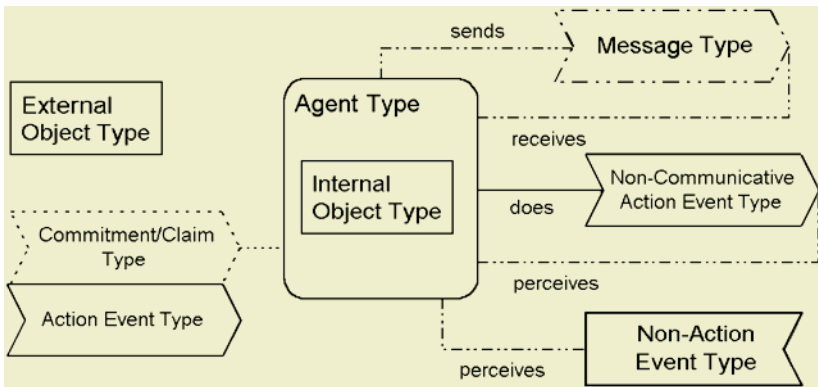 sends
Message Type
External
Object Type
Agent Type
receives
Internal
Object Type
Non-Communicative
Action Event Type
does
Commitment/Claim
Type
perceives
Action Event Type
Non-Action
Event Type
perceives